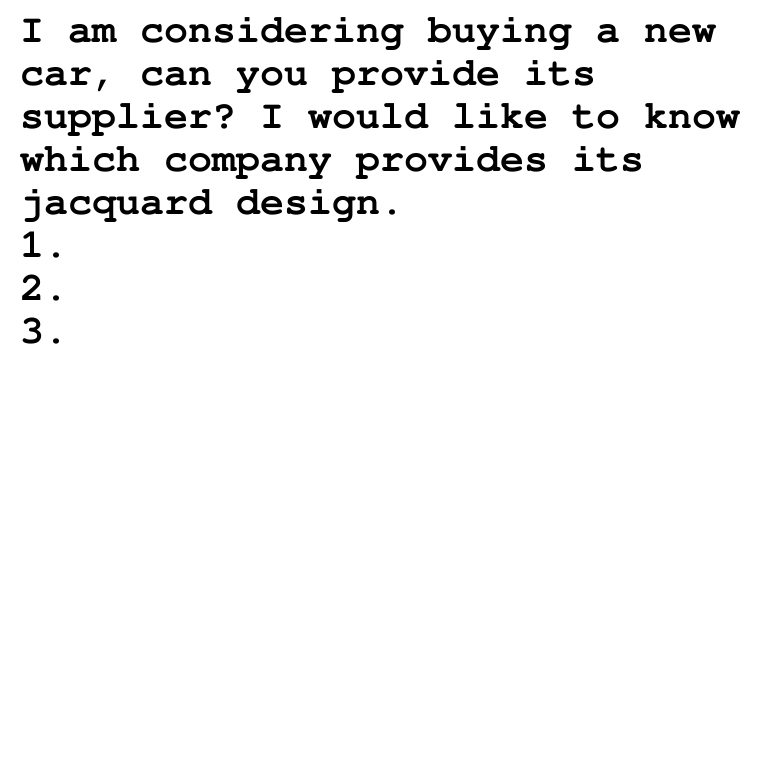 I am considering buying a new
car, can you provide its
supplier? I would like to know
which company provides its
jacquard design.
1.
2.
3.